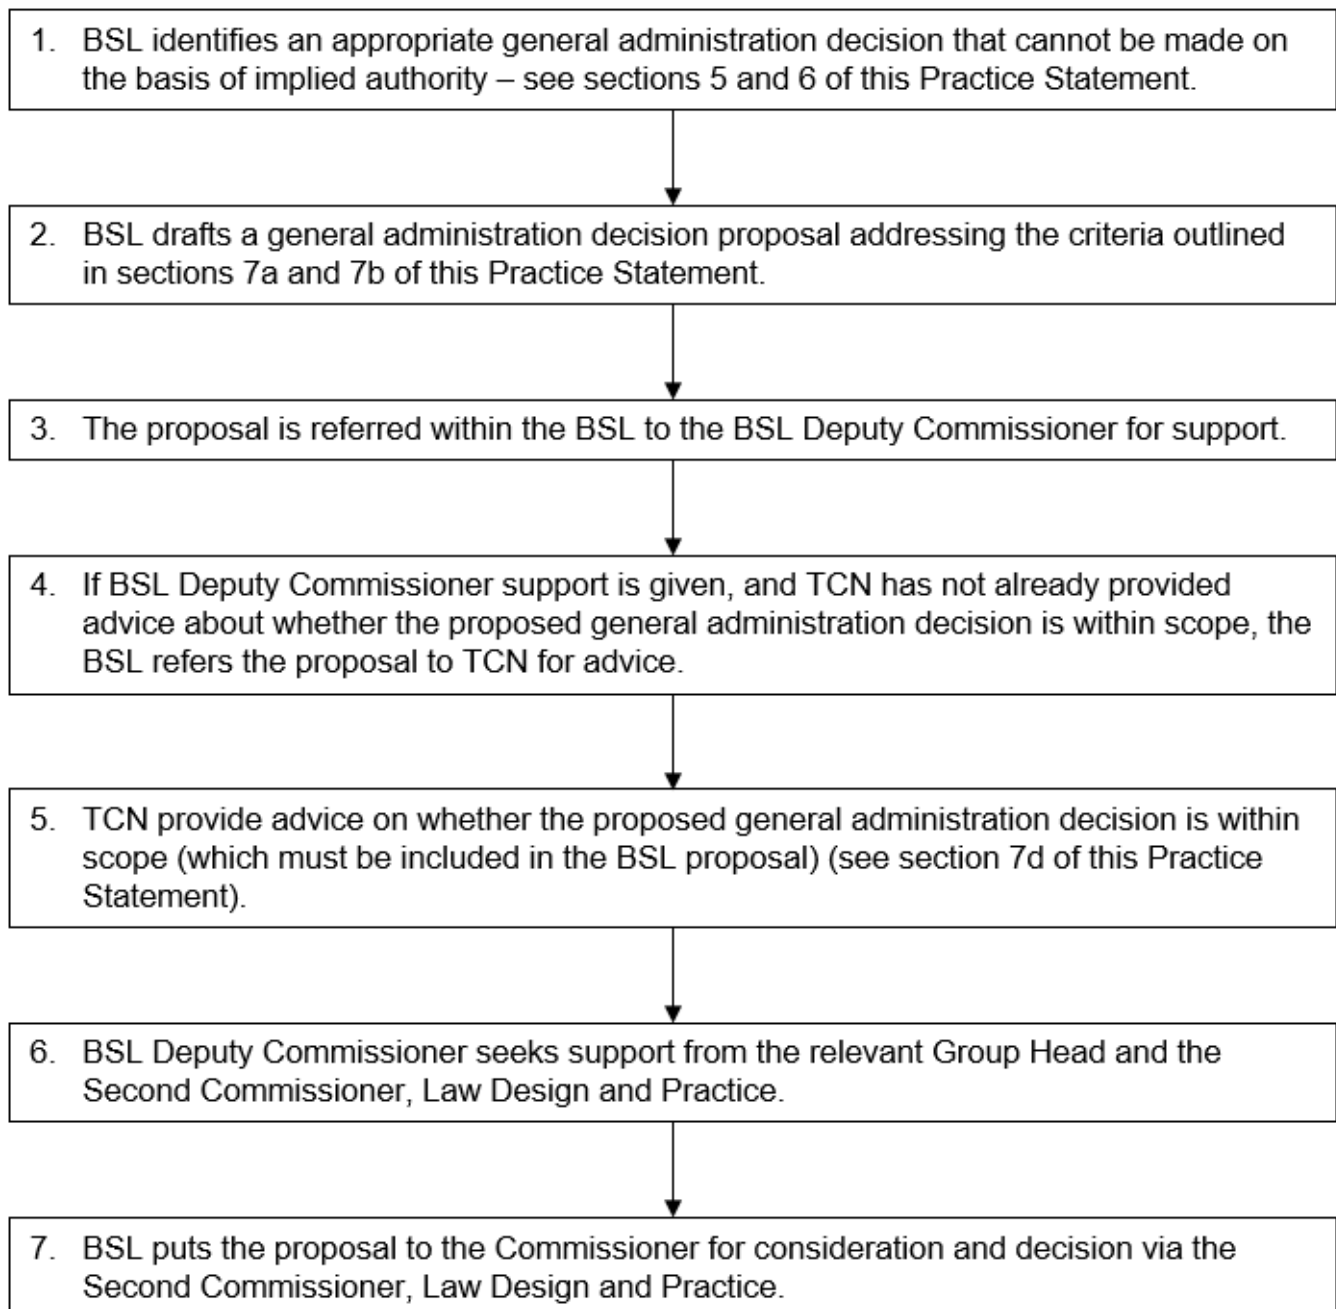 1. BSL identifies an appropriate general administration decision that cannot be made on
the basis of implied authority – see sections 5 and 6 of this Practice Statement.
2. BSL drafts a general administration decision proposal addressing the criteria outlined
in sections 7a and 7b of this Practice Statement.
3. The proposal is referred within the BSL to the BSL Deputy Commissioner for support.
4. If BSL Deputy Commissioner support is given, and TCN has not already provided
advice about whether the proposed general administration decision is within scope, the
BSL refers the proposal to TCN for advice.
5. TCN provide advice on whether the proposed general administration decision is within
scope (which must be included in the BSL proposal) (see section 7d of this Practice
Statement).
6. BSL Deputy Commissioner seeks support from the relevant Group Head and the
Second Commissioner, Law Design and Practice.
7. BSL puts the proposal to the Commissioner for consideration and decision via the
Second Commissioner, Law Design and Practice.